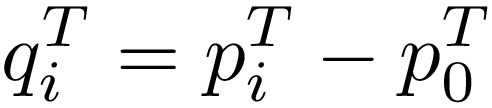 $q_i^T = p_i^T - p_0^T$